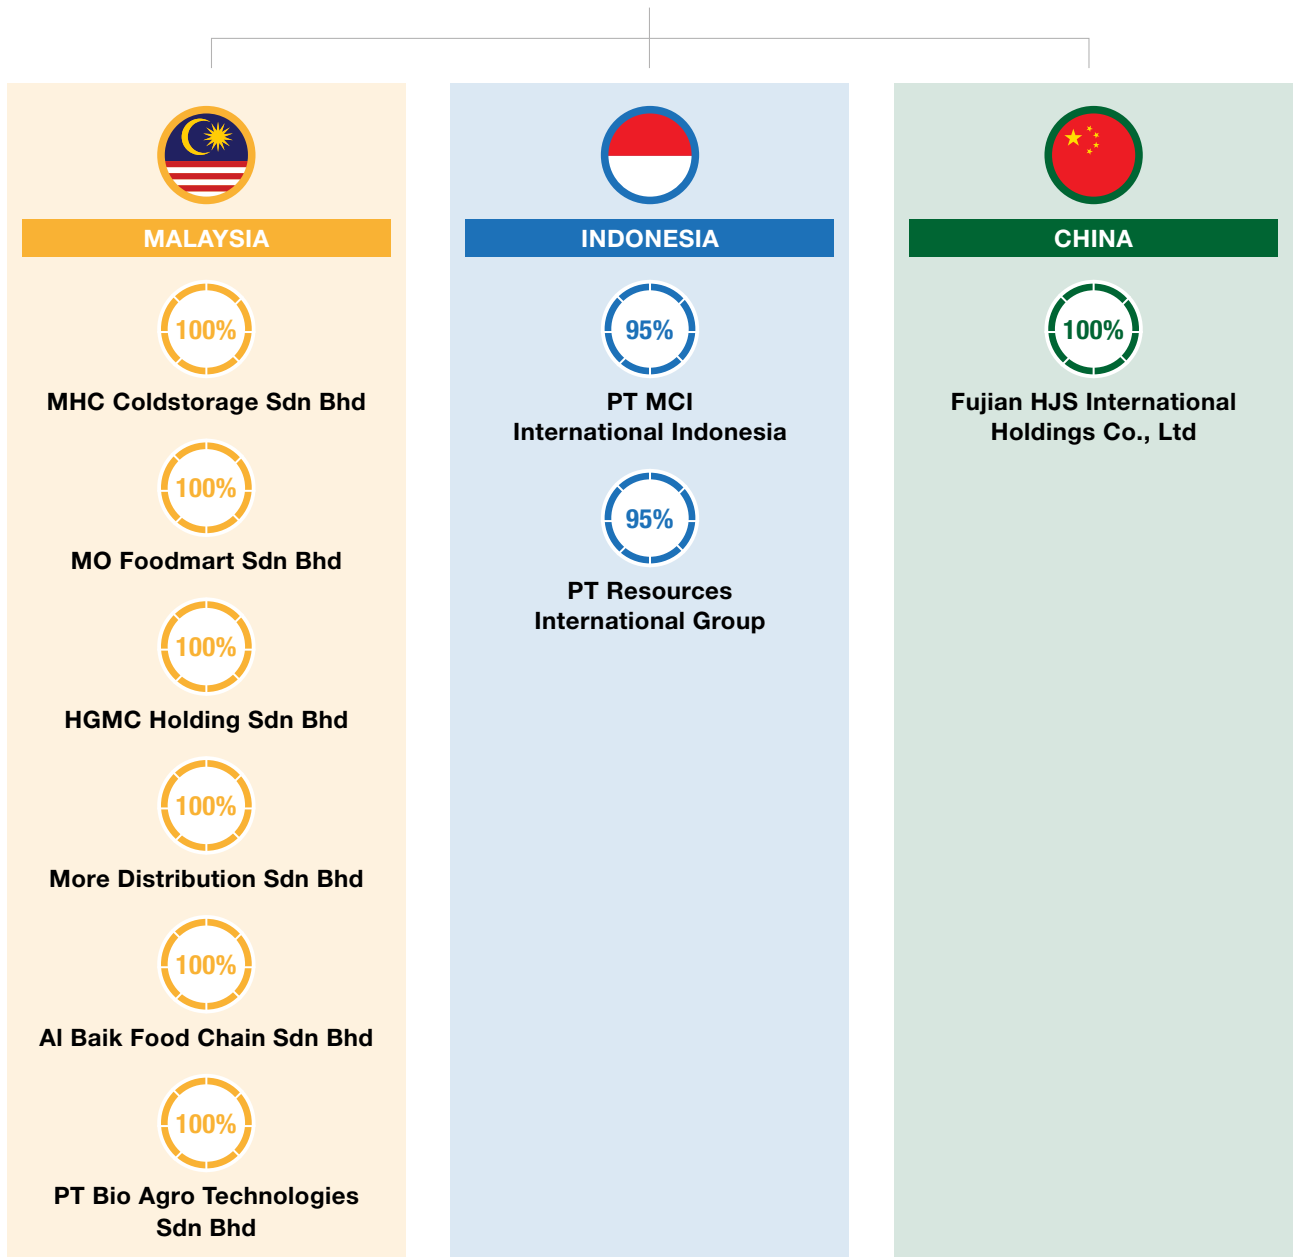 MALAYSIA
100%
MHC Coldstorage Sdn Bhd
100%
MO Foodmart Sdn Bhd
100%
HGMC Holding Sdn Bhd
100%
More Distribution Sdn Bhd
100%
Al Baik Food Chain Sdn Bhd
100%
PT Bio Agro Technologies
Sdn Bhd
INDONESIA
95%
PT MCI
International Indonesia
95%
PT Resources
International Group
CHINA
100%
Fujian HJS International
Holdings Co., Ltd